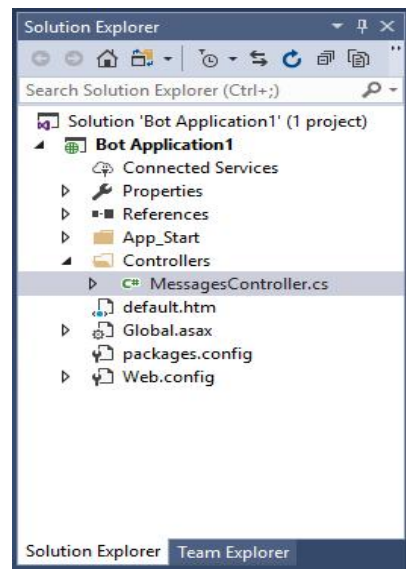 Solution Explorer
Search Solution Explorer (Ctrl+;)
Solution 'Bot Application1' (1 project)
Bot Application1
Connected Services
Properties
References
App_Start
Controllers
C# MessagesController.cs
default.htm
Global.asax
packages.config
Web.config
Solution Explorer Team Explorer